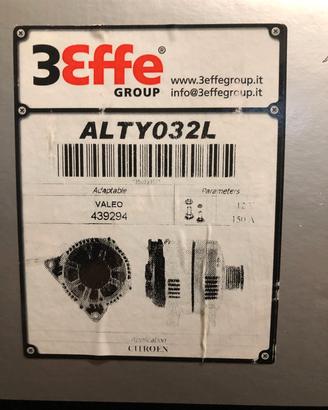 3Effe®
GROUP
www.3effegroup.it
info@3effegroup.it
ALTY032L
Adaptable
Parameters
VALEO
439294
12 V
150 A
Application
CITROEN